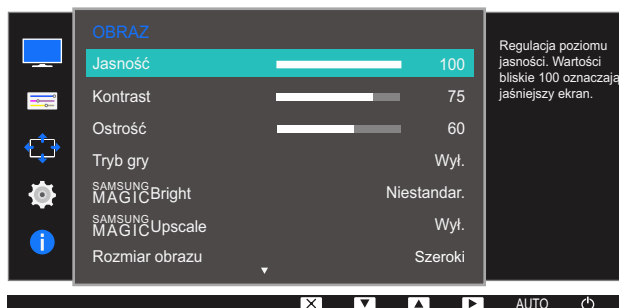 OBRAZ
Jasność 100
Kontrast 75
Ostrość 60
Tryb gry Wył.
SAMSUNG MAGIC Bright Niestandar.
SAMSUNG MAGIC Upscale Wył.
Rozmiar obrazu Szeroki
Regulacja poziomu
jasności. Wartości
bliskie 100 oznaczają
jaśniejszy ekran.
AUTO